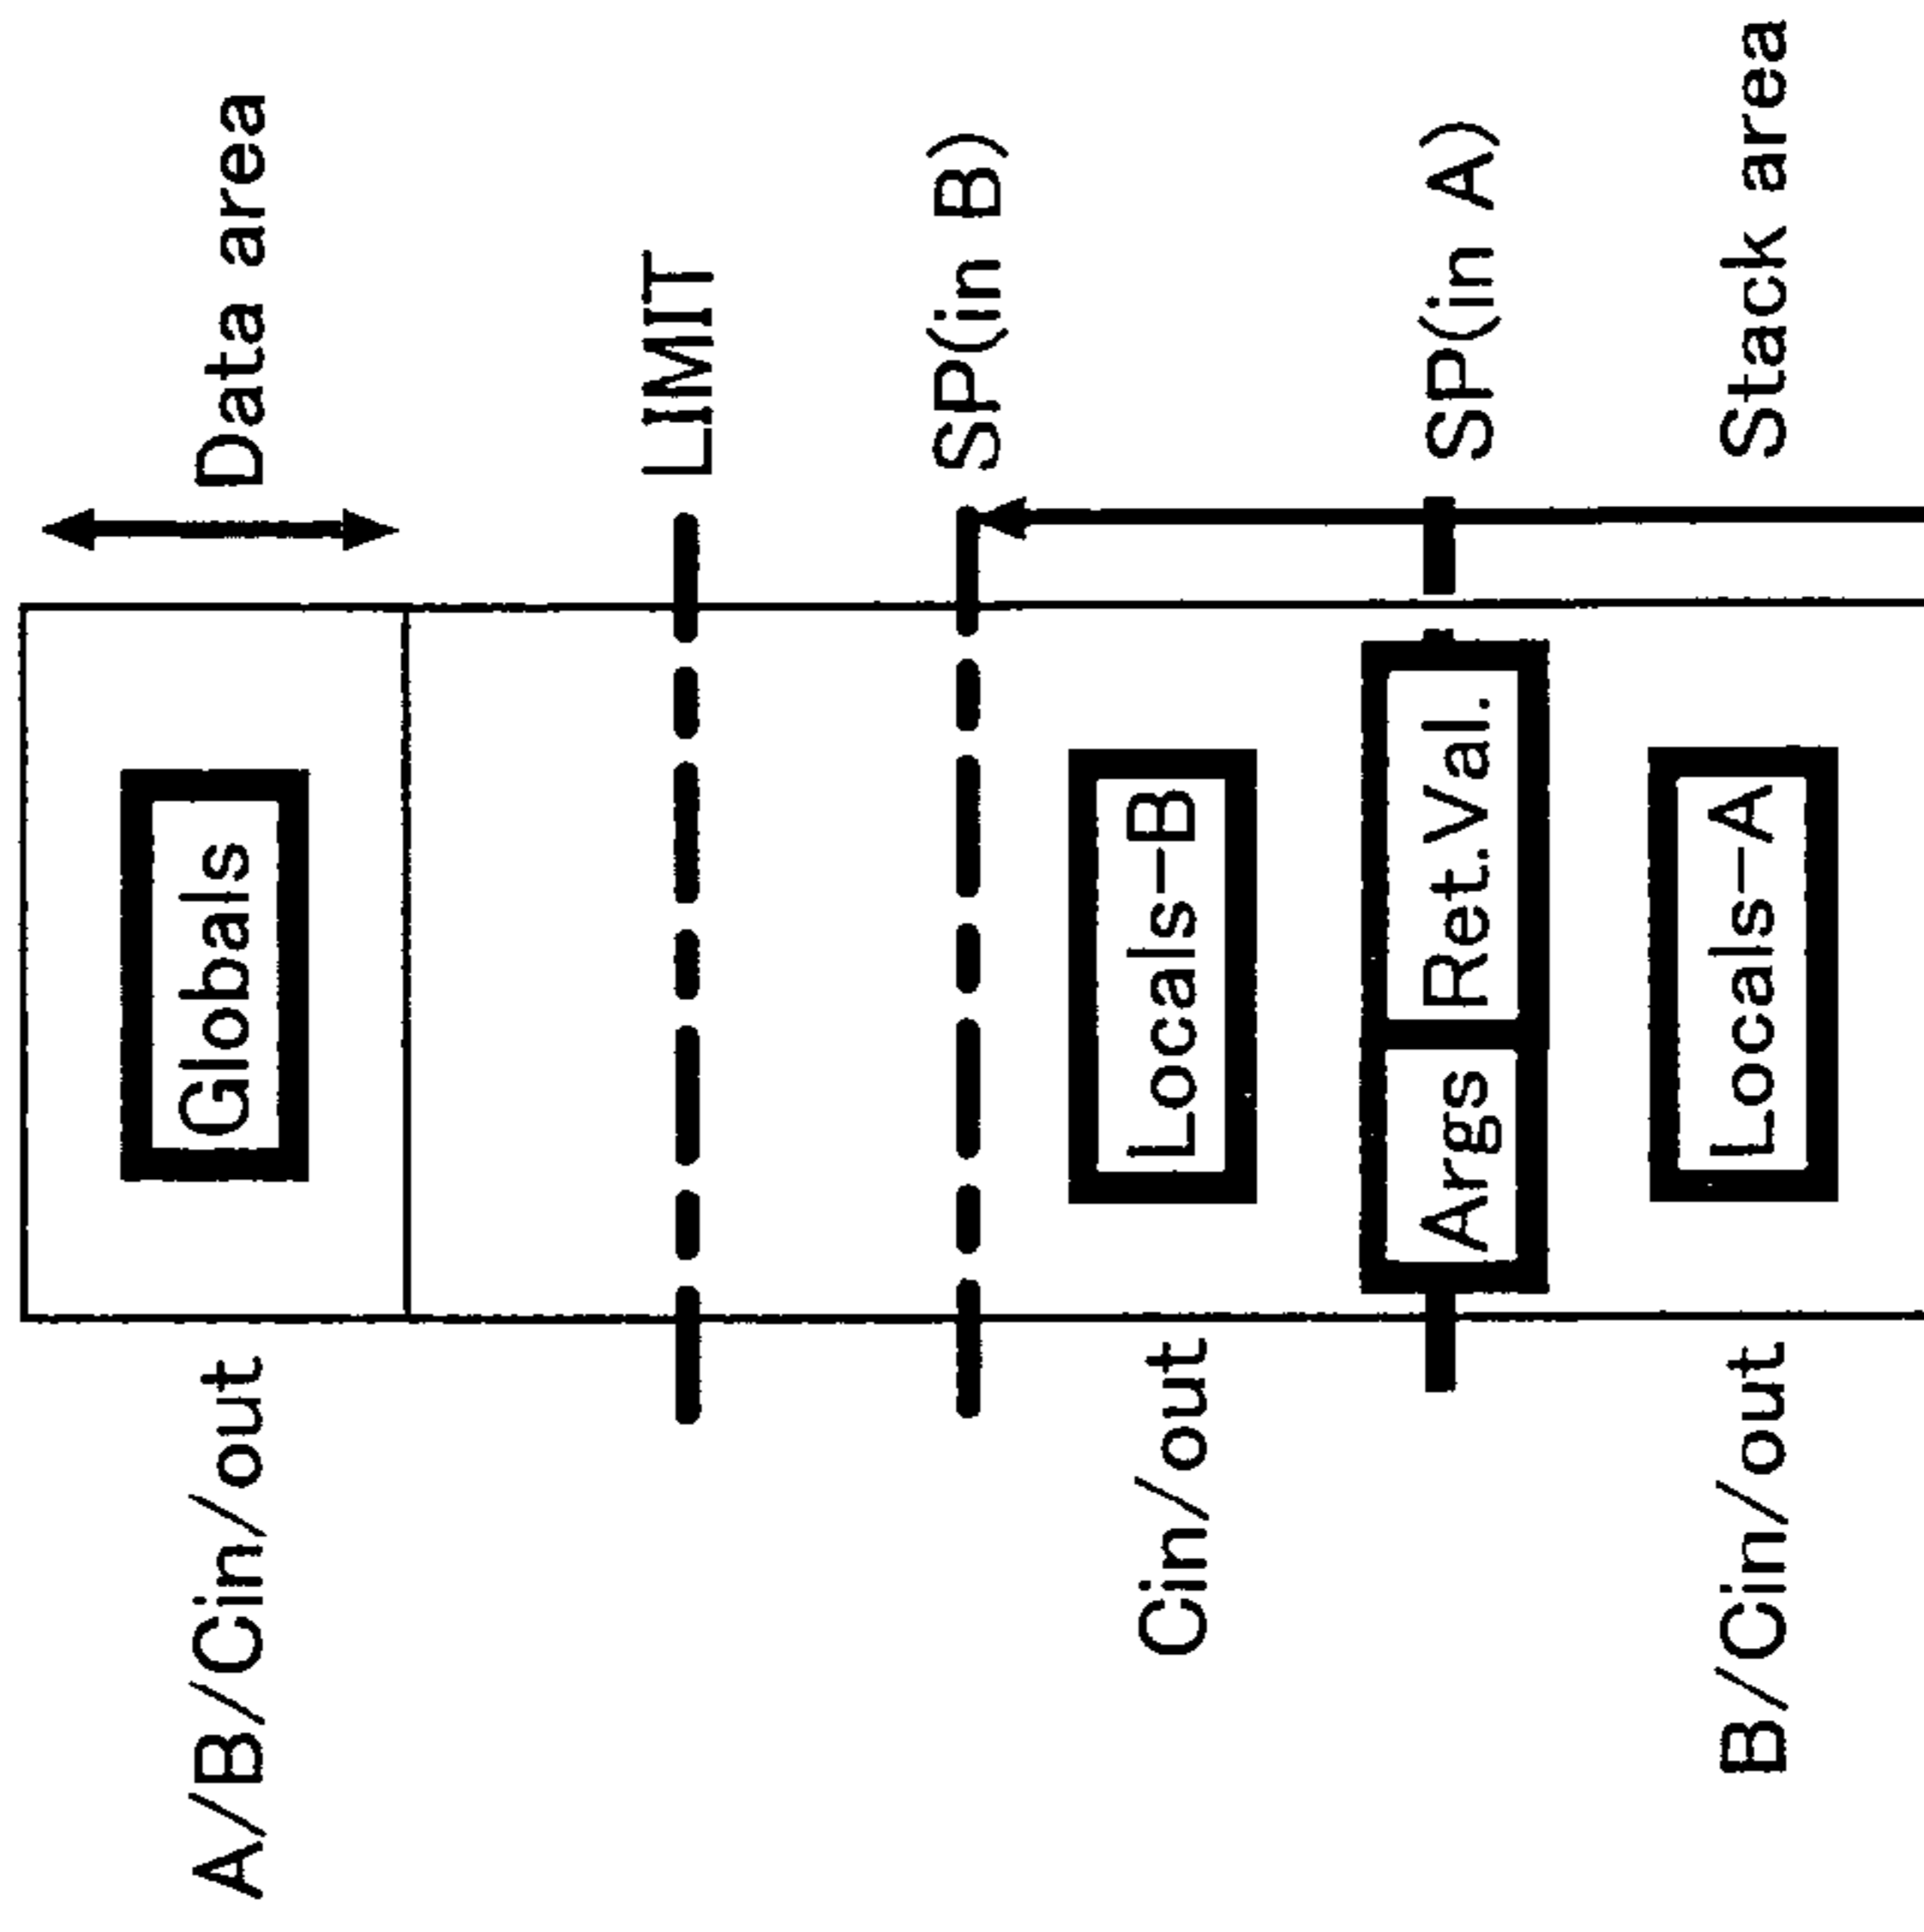 Data area
LIMIT
SP(in B)
SP(in A)
Stack area
Globals
Locals-B
Args Ret.Val.
Locals-A
A/B/Cin/out
Cin/out
B/Cin/out